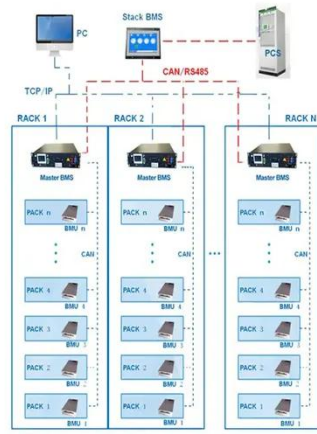 PC
Stack BMS
PCS
CAN/RS485
TCP/IP
RACK 1
RACK 2
RACK N
Master BMS
Master BMS
Master BMS
PACK n
BMU n
PACK n
BMU n
PACK n
BMU n
CAN
CAN
CAN
PACK 4
BMU 4
PACK 4
BMU 4
PACK 4
BMU 4
PACK 3
BMU 3
PACK 3
BMU 3
PACK 3
BMU 3
PACK 2
BMU 2
PACK 2
BMU 2
PACK 2
BMU 2
PACK 1
BMU 1
PACK 1
BMU 1
PACK 1
BMU 1